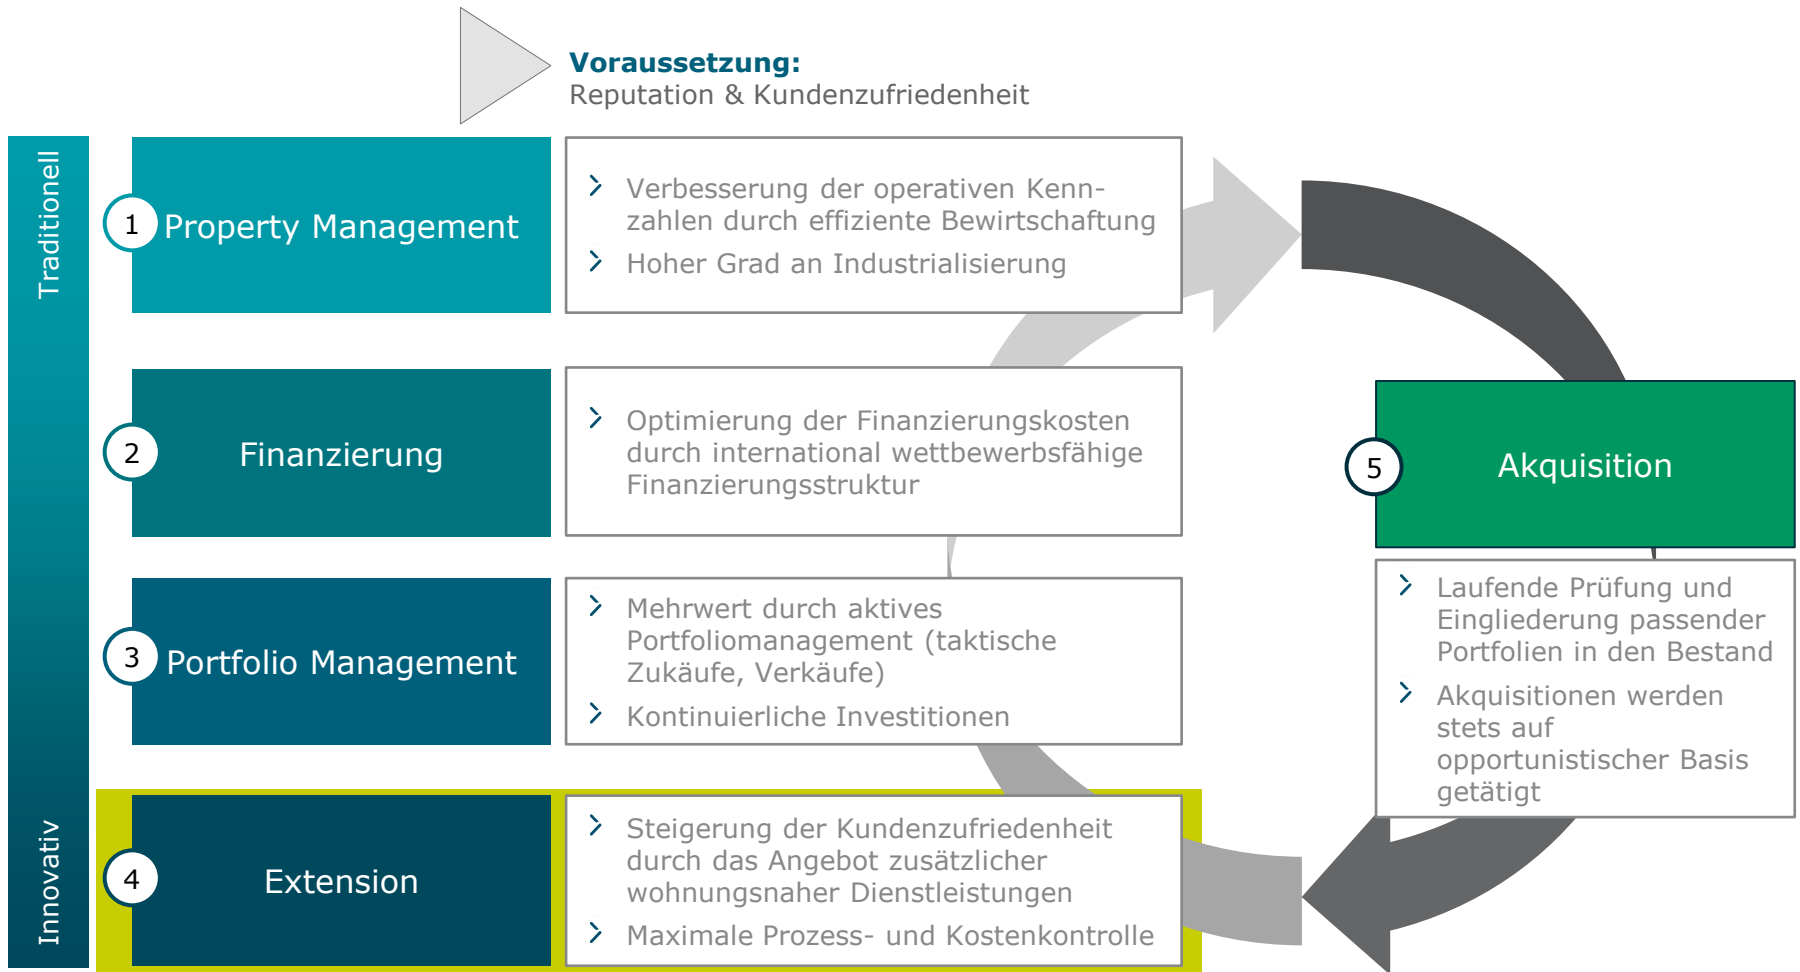 Voraussetzung:
Reputation & Kundenzufriedenheit
Traditionell
1
Property Management
Verbesserung der operativen Kenn-
zahlen durch effiziente Bewirtschaftung
Hoher Grad an Industrialisierung
2
Finanzierung
Optimierung der Finanzierungskosten
durch international wettbewerbsfähige
Finanzierungsstruktur
3
Portfolio Management
Mehrwert durch aktives
Portfoliomanagement (taktische
Zukäufe, Verkäufe)
Kontinuierliche Investitionen
Innovativ
4
Extension
Steigerung der Kundenzufriedenheit
durch das Angebot zusätzlicher
wohnungsnaher Dienstleistungen
Maximale Prozess- und Kostenkontrolle
5
Akquisition
Laufende Prüfung und
Eingliederung passender
Portfolien in den Bestand
Akquisitionen werden
stets auf
opportunistischer Basis
getätigt